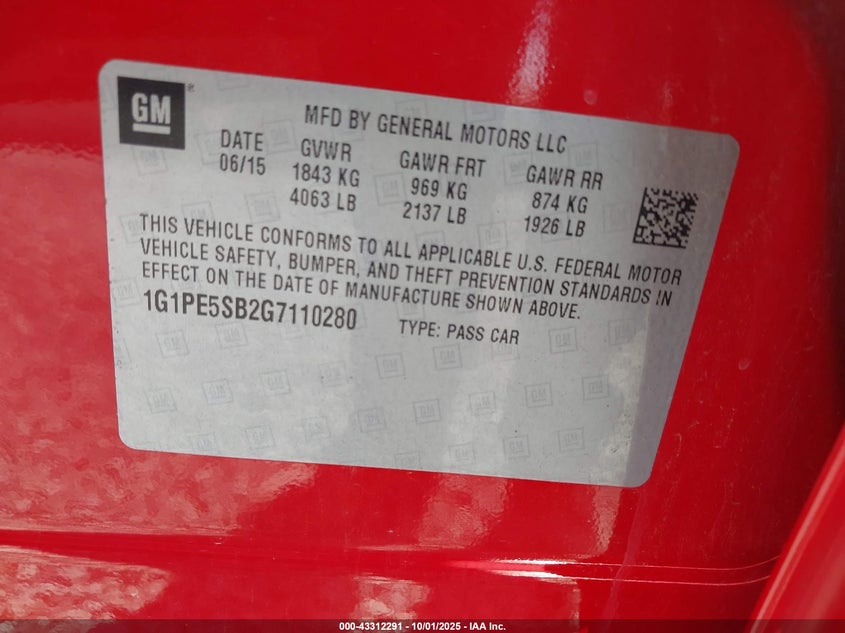 GM ®
MFD BY GENERAL MOTORS LLC
DATE GVWR GAWR FRT GAWR RR
06/15 1843 KG 969 KG 874 KG
4063 LB 2137 LB 1926 LB
THIS VEHICLE CONFORMS TO ALL APPLICABLE U.S. FEDERAL MOTOR
VEHICLE SAFETY, BUMPER, AND THEFT PREVENTION STANDARDS IN
EFFECT ON THE DATE OF MANUFACTURE SHOWN ABOVE.
1G1PE5SB2G7110280 TYPE: PASS CAR
000-43312291 - 10/01/2025 - IAA Inc.